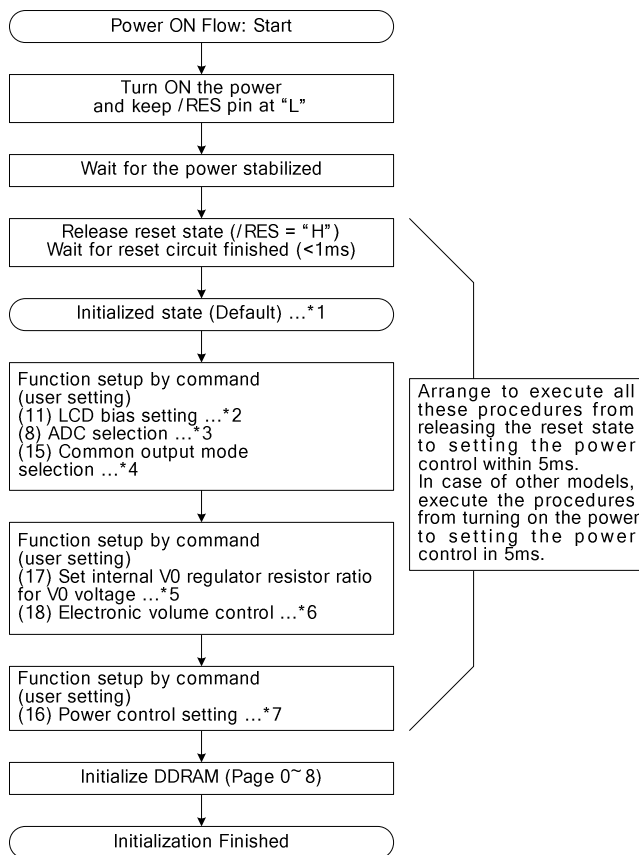 Power ON Flow: Start
Turn ON the power
and keep /RES pin at “L”
Wait for the power stabilized
Release reset state (/RES = “H”)
Wait for reset circuit finished (<1ms)
Initialized state (Default) ...*1
Function setup by command
(user setting)
(11) LCD bias setting ...*2
(8) ADC selection ...*3
(15) Common output mode
selection ...*4
Function setup by command
(user setting)
(17) Set internal V0 regulator resistor ratio
for V0 voltage ...*5
(18) Electronic volume control ...*6
Function setup by command
(user setting)
(16) Power control setting ...*7
Initialize DDRAM (Page 0~8)
Initialization Finished
Arrange to execute all
these procedures from
releasing the reset state
to setting the power
control within 5ms.
In case of other models,
execute the procedures
from turning on the power
to setting the power
control in 5ms.